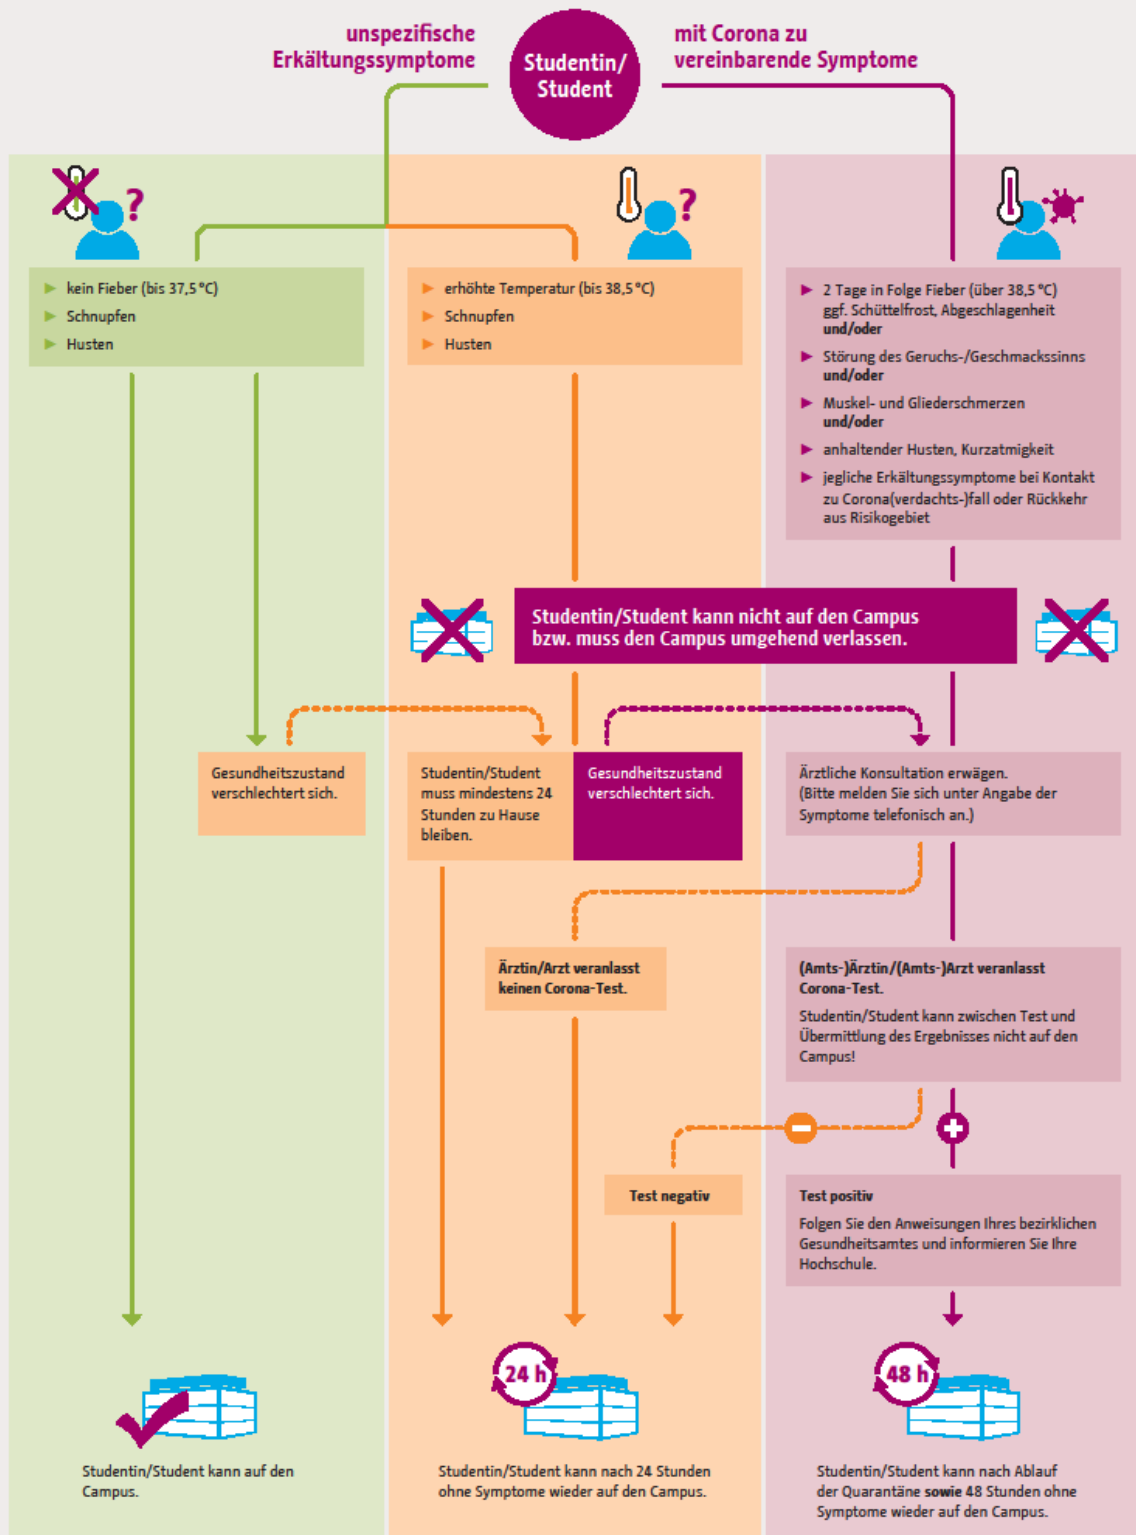 unspezifische
Erkältungssymptome
Studentin/
Student
mit Corona zu
vereinbarende Symptome
?
?
► kein Fieber (bis 37,5 °C)
► Schnupfen
► Husten
► erhöhte Temperatur (bis 38,5 °C)
► Schnupfen
► Husten
► 2 Tage in Folge Fieber (über 38,5 °C)
ggf. Schüttelfrost, Abgeschlagenheit
und/oder
► Störung des Geruchs-/Geschmackssinns
und/oder
► Muskel- und Gliederschmerzen
und/oder
► anhaltender Husten, Kurzatmigkeit
► jegliche Erkältungssymptome bei Kontakt
zu Corona(verdachts-)fall oder Rückkehr
aus Risikogebiet
Studentin/Student kann nicht auf den Campus
bzw. muss den Campus umgehend verlassen.
Gesundheitszustand
verschlechtert sich.
Studentin/Student
muss mindestens 24
Stunden zu Hause
bleiben.
Gesundheitszustand
verschlechtert sich.
Ärztliche Konsultation erwägen.
(Bitte melden Sie sich unter Angabe der
Symptome telefonisch an.)
Ärztin/Arzt veranlasst
keinen Corona-Test.
(Amts-)Ärztin/(Amts-)Arzt veranlasst
Corona-Test.
Studentin/Student kann zwischen Test und
Übermittlung des Ergebnisses nicht auf den
Campus!
Test negativ
Test positiv
Folgen Sie den Anweisungen Ihres bezirklichen
Gesundheitsamtes und informieren Sie Ihre
Hochschule.
24 h
48 h
Studentin/Student kann auf den
Campus.
Studentin/Student kann nach 24 Stunden
ohne Symptome wieder auf den Campus.
Studentin/Student kann nach Ablauf
der Quarantäne sowie 48 Stunden ohne
Symptome wieder auf den Campus.